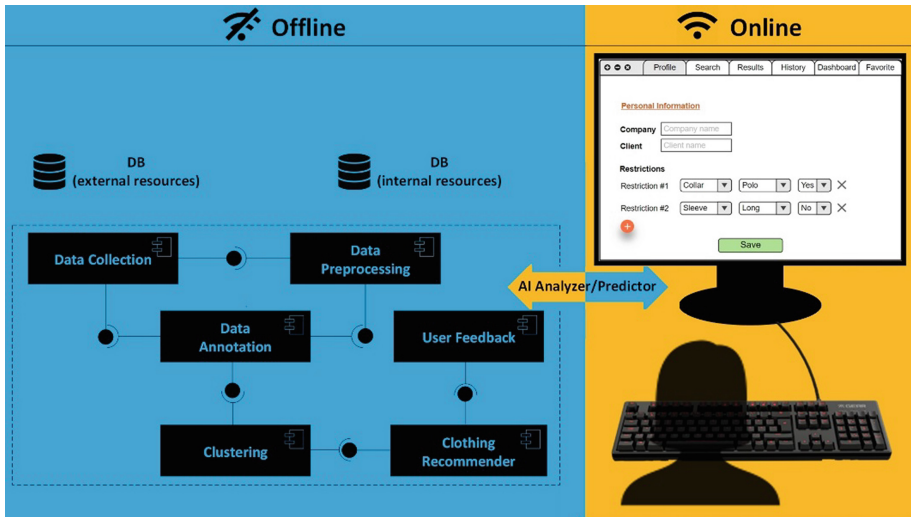 Offline
Online
Profile Search Results History Dashboard Favorite
Personal Information
Company Company name
Client Client name
Restrictions
Restriction #1 Collar Polo Yes
Restriction #2 Sleeve Long No
Save
DB
(external resources)
DB
(internal resources)
Data Collection
Data
Preprocessing
AI Analyzer/Predictor
Data
Annotation
User Feedback
Clustering
Clothing
Recommender